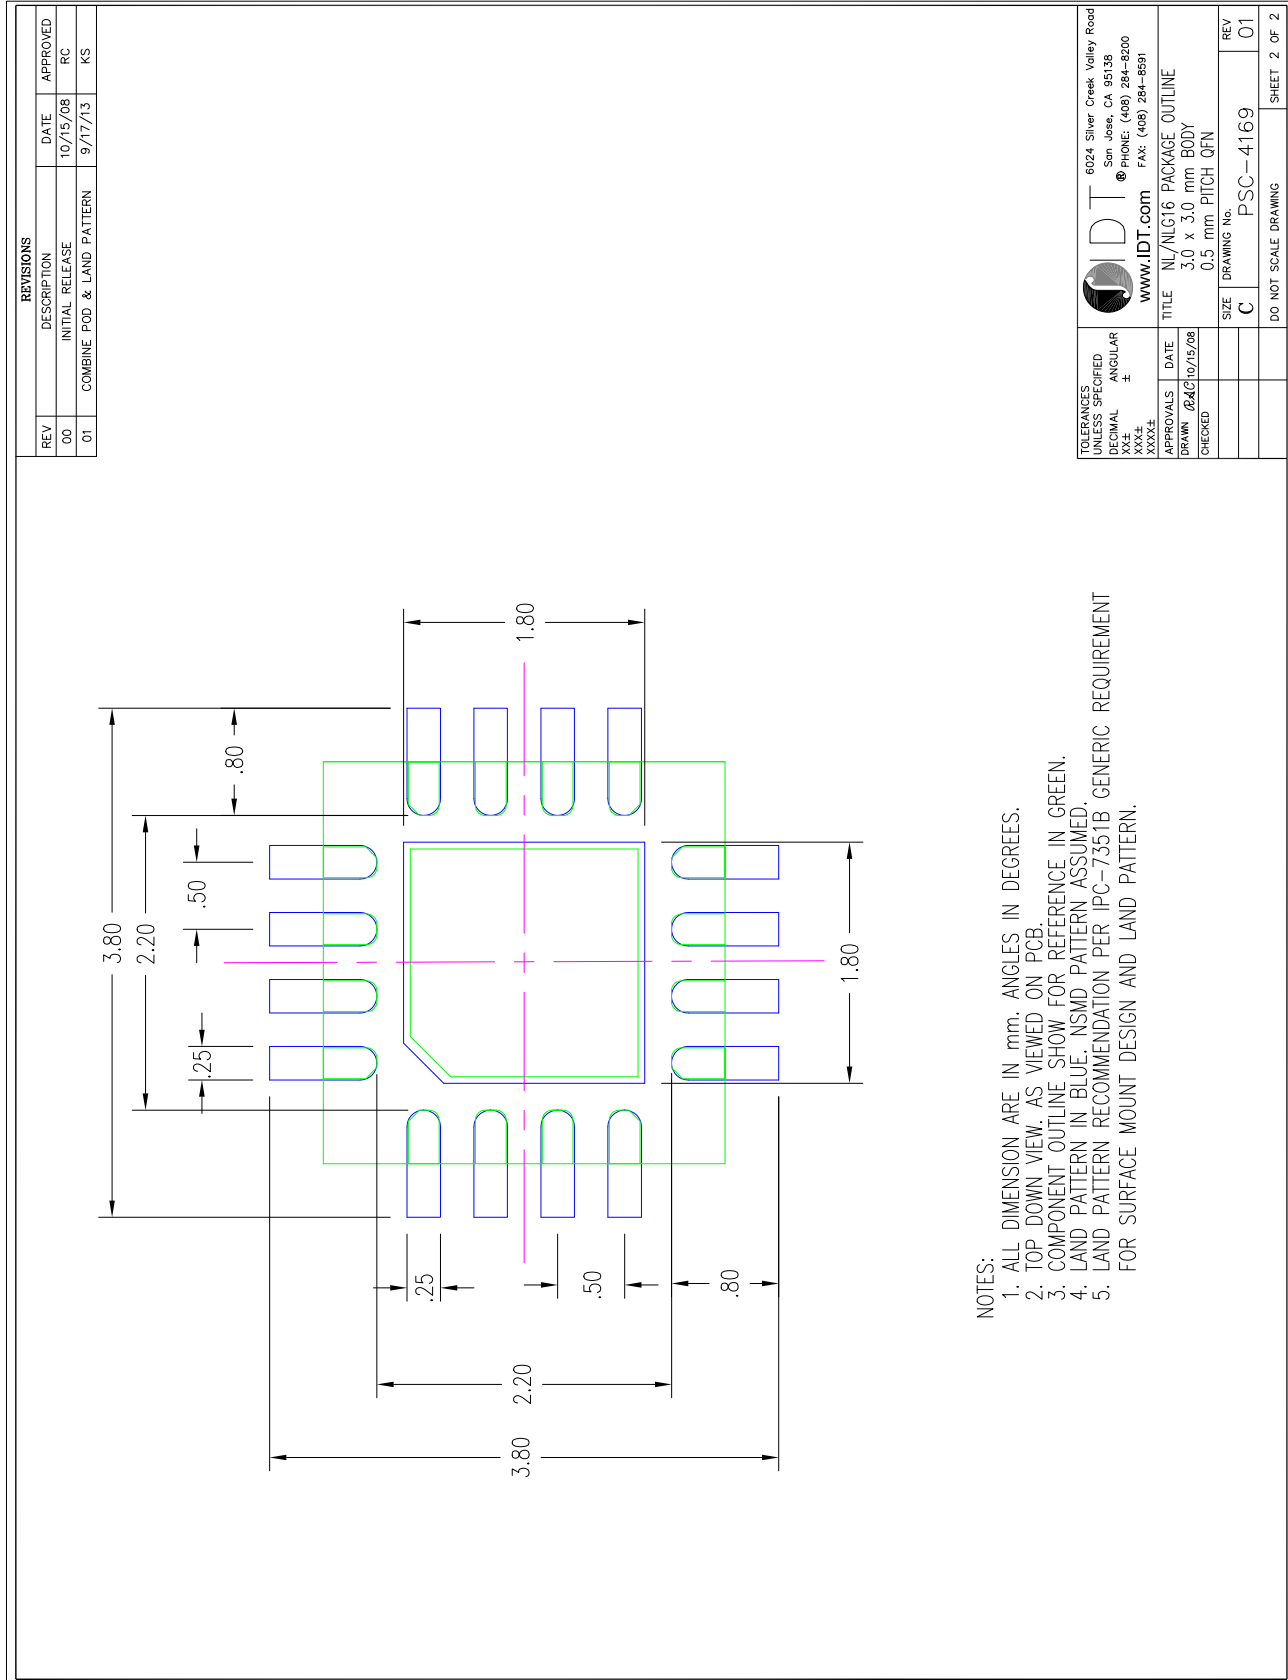 REVISIONS
REV DESCRIPTION DATE APPROVED
00 INITIAL RELEASE 10/15/08 RC
01 COMBINE POD & LAND PATTERN 9/17/13 KS
3.80
2.20
.50
.80
.25
1.80
1.80
.25
.50
.80
2.20
3.80
NOTES:
1. ALL DIMENSION ARE IN mm. ANGLES IN DEGREES.
2. TOP DOWN VIEW. AS VIEWED ON PCB.
3. COMPONENT OUTLINE SHOW FOR REFERENCE IN GREEN.
4. LAND PATTERN IN BLUE. NSMD PATTERN ASSUMED.
5. LAND PATTERN RECOMMENDATION PER IPC-7351B GENERIC REQUIREMENT
FOR SURFACE MOUNT DESIGN AND LAND PATTERN.
TOLERANCES
UNLESS SPECIFIED
DECIMAL ANGULAR
XX± ±
XXX±
XXXX±
APPROVALS DATE
DRAWN RAC 10/15/08
CHECKED
IDT ®
www.IDT.com
6024 Silver Creek Valley Road
San Jose, CA 95138
PHONE: (408) 284-8200
FAX: (408) 284-8591
TITLE NL/NLG16 PACKAGE OUTLINE
3.0 x 3.0 mm BODY
0.5 mm PITCH QFN
SIZE DRAWING No. REV
C PSC-4169 01
DO NOT SCALE DRAWING SHEET 2 OF 2